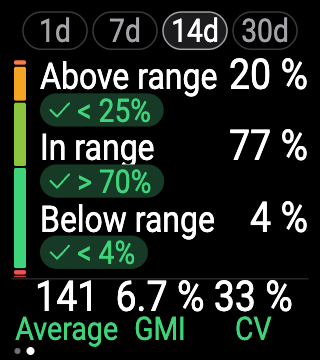 1d 7d 14d 30d
Above range 20 %
✓ < 25%
In range 77 %
✓ > 70%
Below range 4 %
✓ < 4%
141 6.7 % 33 %
Average GMI CV